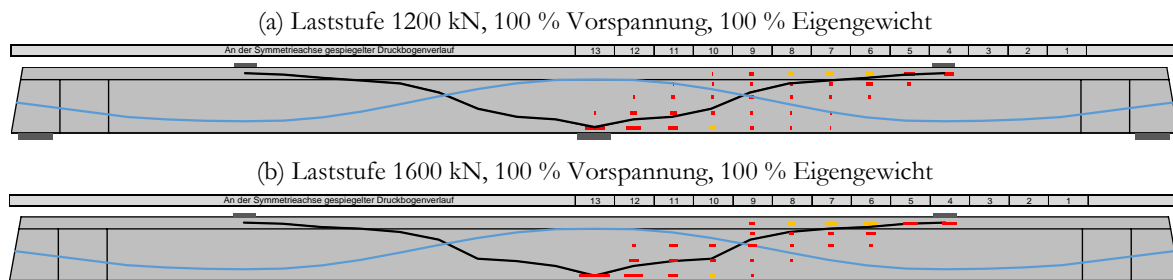 (a) Laststufe 1200 kN, 100 % Vorspannung, 100 % Eigengewicht
An der Symmetrieachse gespiegelter Druckbogenverlauf 13 12 11 10 9 8 7 6 5 4 3 2 1
(b) Laststufe 1600 kN, 100 % Vorspannung, 100 % Eigengewicht
An der Symmetrieachse gespiegelter Druckbogenverlauf 13 12 11 10 9 8 7 6 5 4 3 2 1